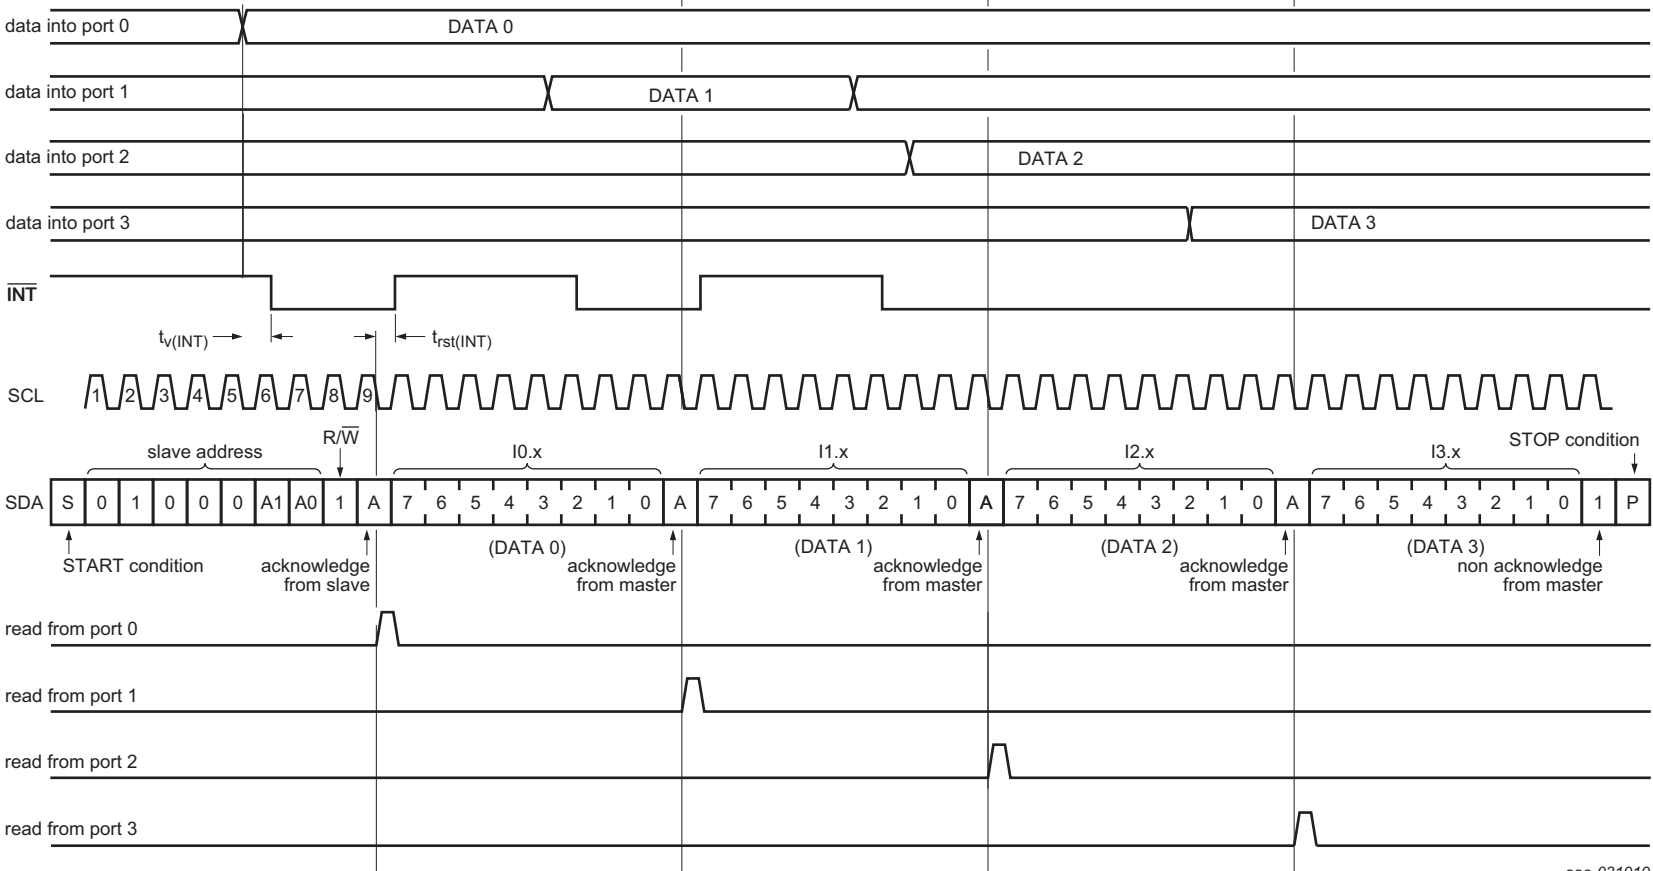 data into port 0 DATA 0
data into port 1 DATA 1
data into port 2 DATA 2
data into port 3 DATA 3
INT
tv(INT) trst(INT)
SCL 1 2 3 4 5 6 7 8 9
R/W
slave address I0.x I1.x I2.x I3.x STOP condition
SDA S 0 1 0 0 0 A1 A0 1 A 7 6 5 4 3 2 1 0 A 7 6 5 4 3 2 1 0 A 7 6 5 4 3 2 1 0 A 7 6 5 4 3 2 1 0 1 P
(DATA 0) (DATA 1) (DATA 2) (DATA 3)
START condition acknowledge acknowledge acknowledge acknowledge non acknowledge
from slave from master from master from master from master
read from port 0
read from port 1
read from port 2
read from port 3